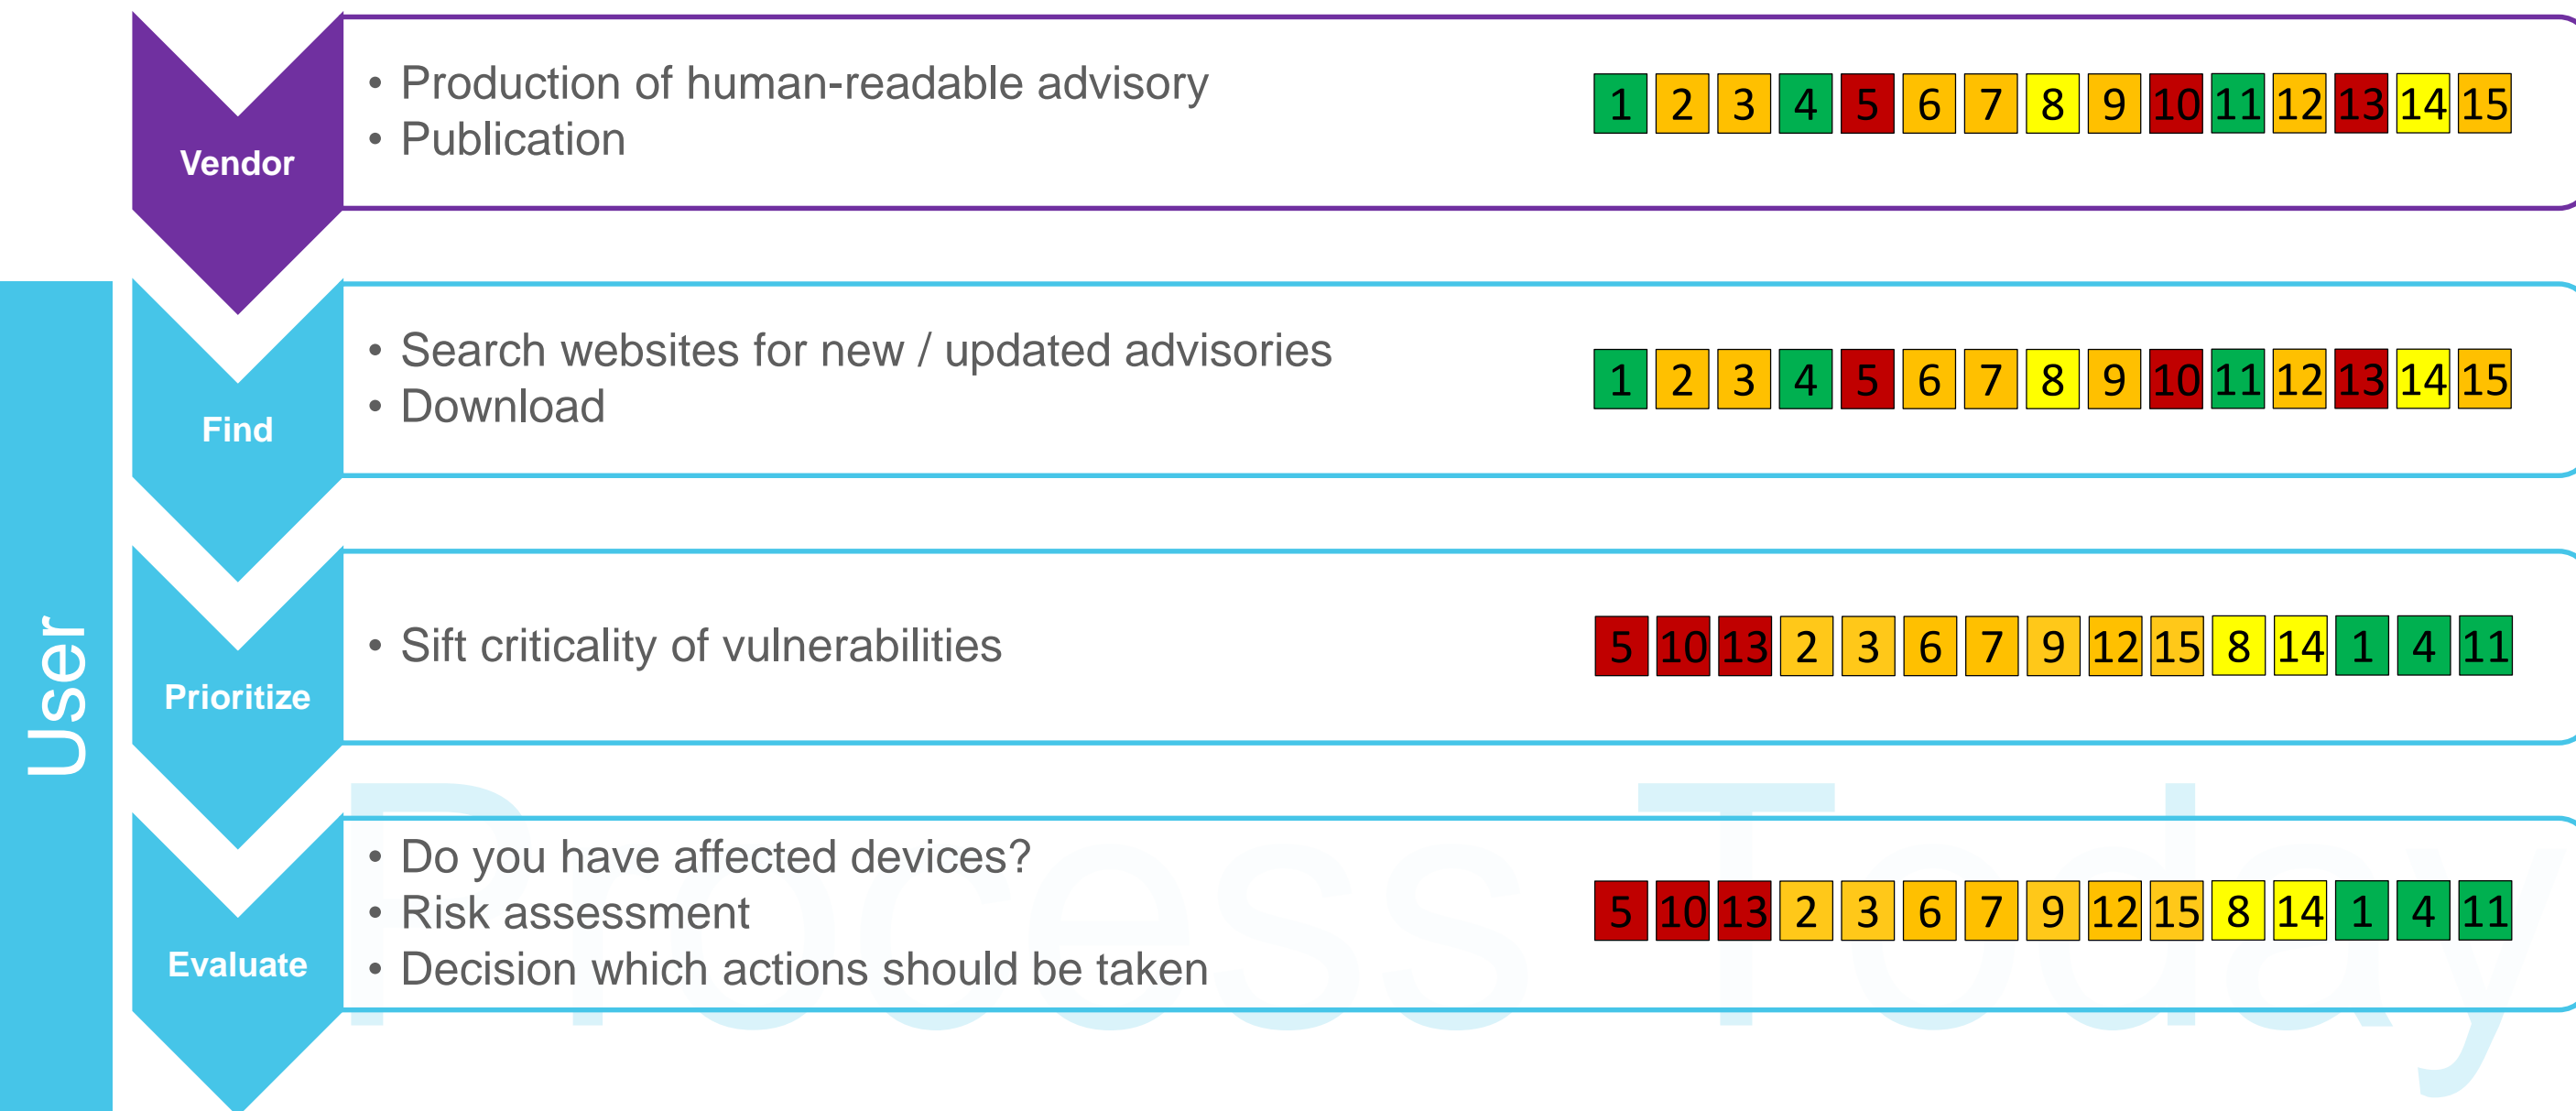 Vendor
• Production of human-readable advisory
• Publication
1 2 3 4 5 6 7 8 9 10 11 12 13 14 15
User
Find
• Search websites for new / updated advisories
• Download
1 2 3 4 5 6 7 8 9 10 11 12 13 14 15
Prioritize
• Sift criticality of vulnerabilities
5 10 13 2 3 6 7 9 12 15 8 14 1 4 11
Evaluate
• Do you have affected devices?
• Risk assessment
• Decision which actions should be taken
5 10 13 2 3 6 7 9 12 15 8 14 1 4 11
Process Today